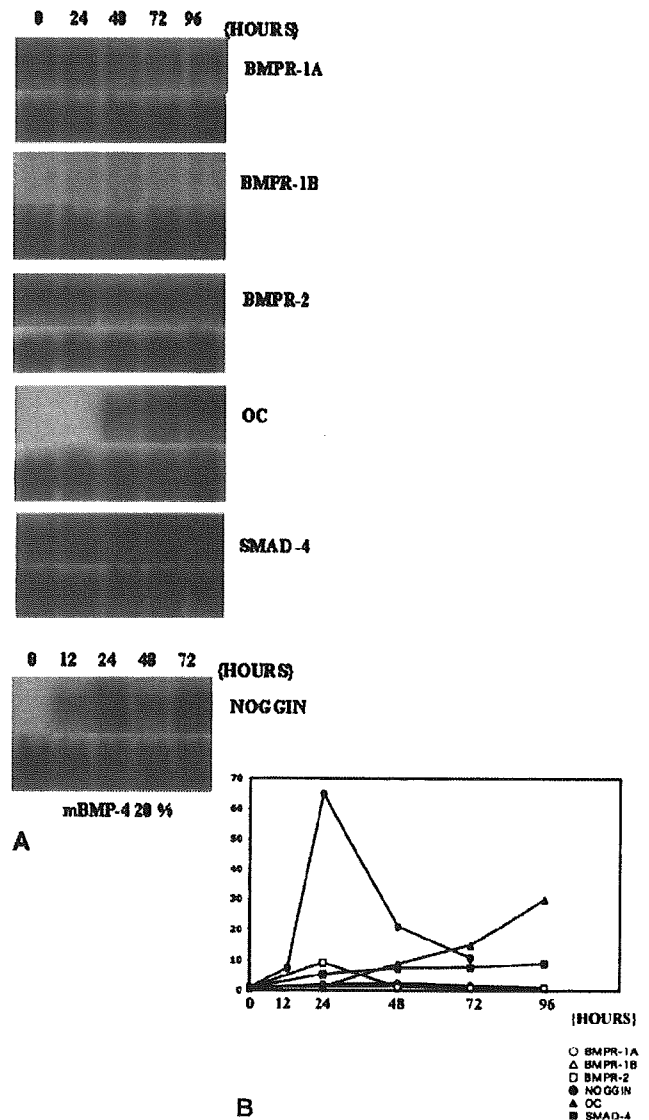 0 24 48 72 96 {HOURS)
BMPR-1A
BMPR-1B
BMPR-2
OC
SMAD-4
0 12 24 48 72 {HOURS)
NOGGIN
mBMP-4 20 %
A
70
60
50
40
30
20
10
0
0 12 24 48 72 96
{HOURS}
BMPR-1A
BMPR-1B
BMPR-2
NOGGIN
OC
SMAD-4
B